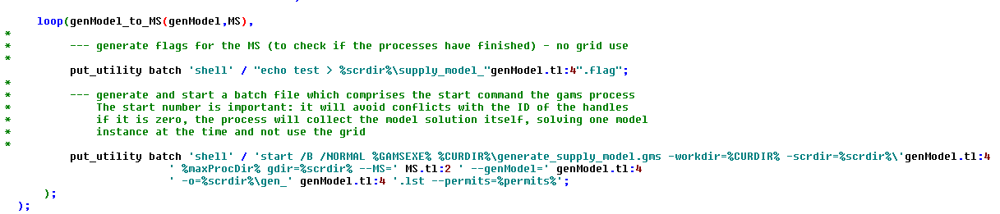 loop(genModel_to_MS(genModel,MS),
*
* --- generate flags for the MS (to check if the processes have finished) - no grid use
*
put_utility batch 'shell' / "echo test > %scrdir%\supply_model_"genModel.tl:4".flag";
*
* --- generate and start a batch file which comprises the start command the gams process
* The start number is important: it will avoid conflicts with the ID of the handles
* if it is zero, the process will collect the model solution itself, solving one model
* instance at the time and not use the grid
*
put_utility batch 'shell' / 'start /B /NORMAL %GAMSEXE% %CURDIR%\generate_supply_model.gms -workdir=%CURDIR% -scrdir=%scrdir%\'genModel.tl:4
' %maxProcDir% gdir=%scrdir% --MS=' MS.tl:2 ' --genModel=' genModel.tl:4
' -o=%scrdir%\gen_' genModel.tl:4 '.lst --permits=%permits%';
);
);